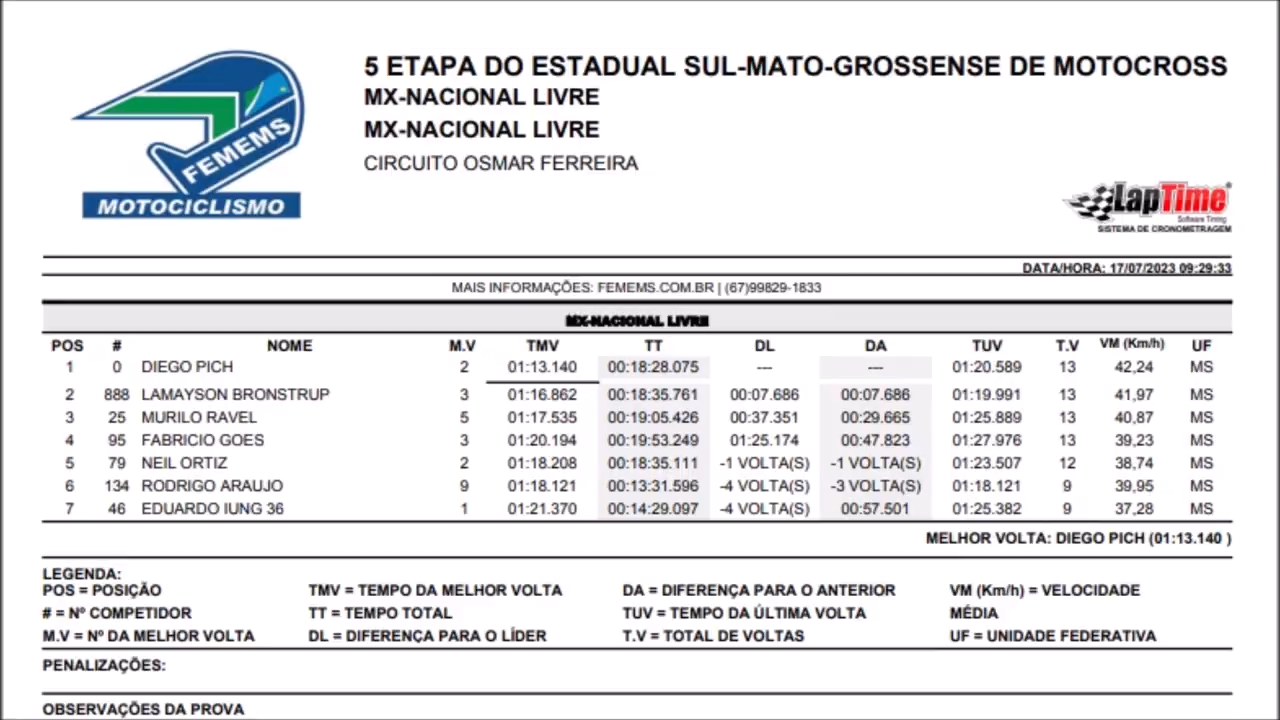 5 ETAPA DO ESTADUAL SUL-MATO-GROSSENSE DE MOTOCROSS
MX-NACIONAL LIVRE
MX-NACIONAL LIVRE
CIRCUITO OSMAR FERREIRA
FEMEMS
MOTOCICLISMO
LapTime
Software Timing
SISTEMA DE CRONOMETRAGEM
DATA/HORA: 17/07/2023 09:29:33
MAIS INFORMAÇÕES: FEMEMS.COM.BR | (67)99829-1833
MX-NACIONAL LIVRE
POS # NOME M.V TMV TT DL DA TUV T.V VM (Km/h) UF
1 0 DIEGO PICH 2 01:13.140 00:18:28.075 --- --- 01:20.589 13 42,24 MS
2 888 LAMAYSON BRONSTRUP 3 01:16.862 00:18:35.761 00:07.686 00:07.686 01:19.991 13 41,97 MS
3 25 MURILO RAVEL 5 01:17.535 00:19:05.426 00:37.351 00:29.665 01:25.889 13 40,87 MS
4 95 FABRICIO GOES 3 01:20.194 00:19:53.249 01:25.174 00:47.823 01:27.976 13 39,23 MS
5 79 NEIL ORTIZ 2 01:18.208 00:18:35.111 -1 VOLTA(S) -1 VOLTA(S) 01:23.507 12 38,74 MS
6 134 RODRIGO ARAUJO 9 01:18.121 00:13:31.596 -4 VOLTA(S) -3 VOLTA(S) 01:18.121 9 39,95 MS
7 46 EDUARDO IUNG 36 1 01:21.370 00:14:29.097 -4 VOLTA(S) 00:57.501 01:25.382 9 37,28 MS
MELHOR VOLTA: DIEGO PICH (01:13.140 )
LEGENDA:
POS = POSIÇÃO TMV = TEMPO DA MELHOR VOLTA DA = DIFERENÇA PARA O ANTERIOR VM (Km/h) = VELOCIDADE
# = Nº COMPETIDOR TT = TEMPO TOTAL TUV = TEMPO DA ÚLTIMA VOLTA MÉDIA
M.V = Nº DA MELHOR VOLTA DL = DIFERENÇA PARA O LÍDER T.V = TOTAL DE VOLTAS UF = UNIDADE FEDERATIVA
PENALIZAÇÕES:
OBSERVAÇÕES DA PROVA